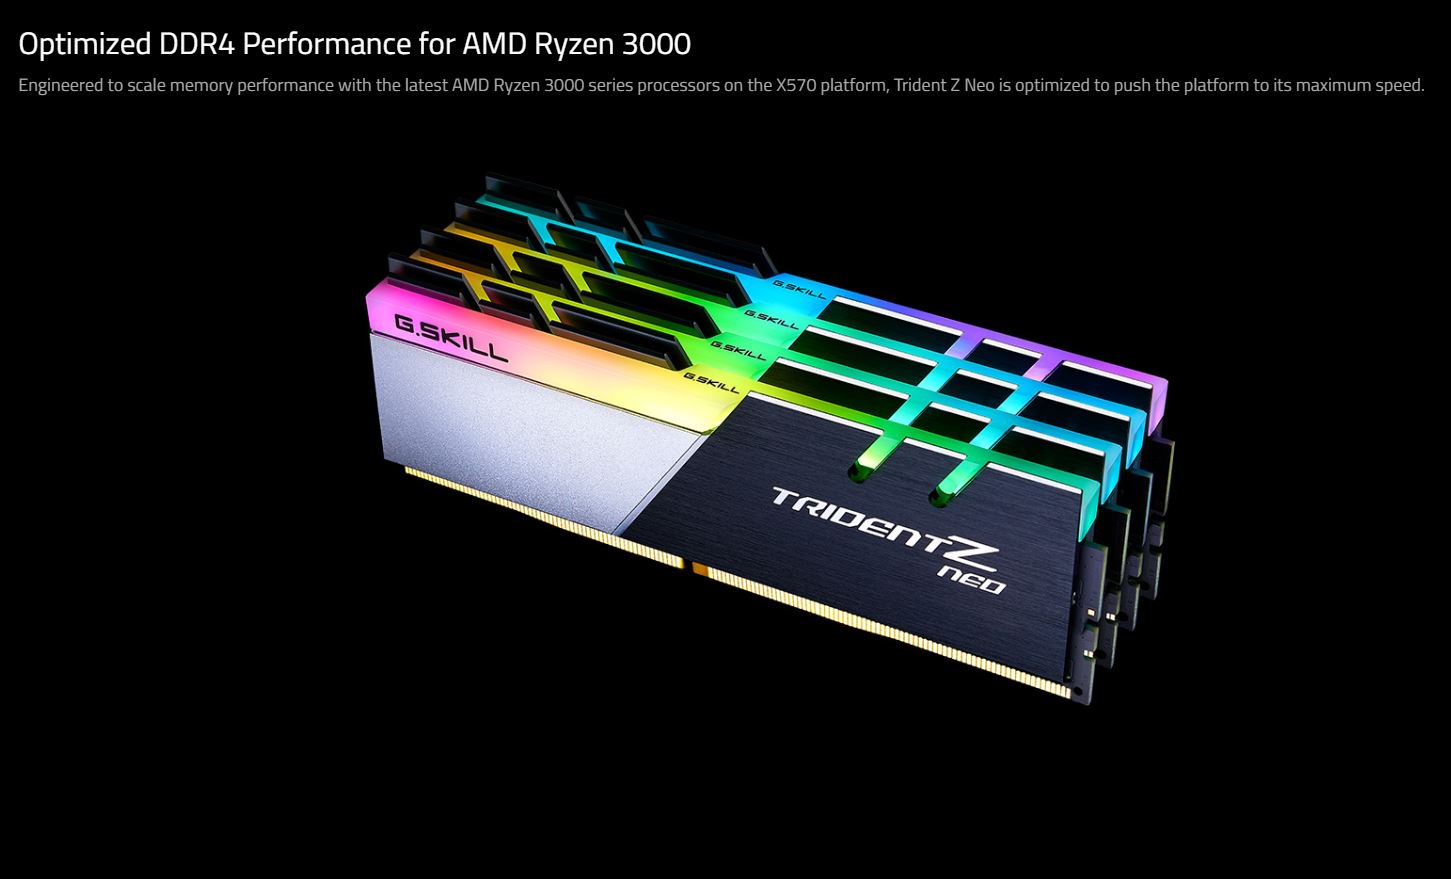 Optimized DDR4 Performance for AMD Ryzen 3000
Engineered to scale memory performance with the latest AMD Ryzen 3000 series processors on the X570 platform, Trident Z Neo is optimized to push the platform to its maximum speed.
G.SKILL
G.SKILL
G.SKILL
G.SKILL
G.SKILL
TRIDENTZ
NEO